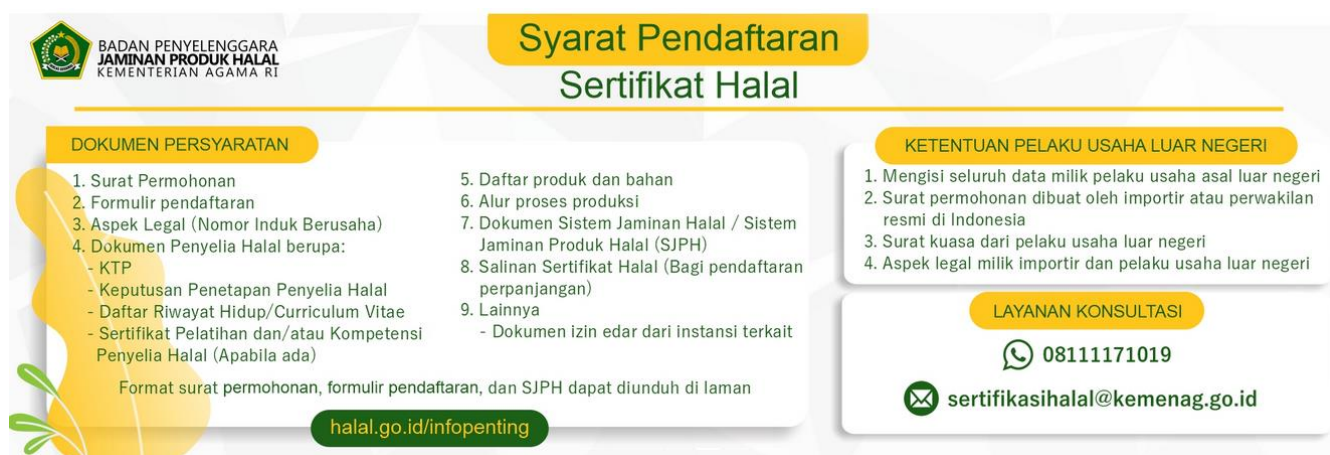 BADAN PENYELENGGARA
JAMINAN PRODUK HALAL
KEMENTERIAN AGAMA RI
Syarat Pendaftaran
Sertifikat Halal
DOKUMEN PERSYARATAN
1. Surat Permohonan
2. Formulir pendaftaran
3. Aspek Legal (Nomor Induk Berusaha)
4. Dokumen Penyelia Halal berupa:
- KTP
- Keputusan Penetapan Penyelia Halal
- Daftar Riwayat Hidup/Curriculum Vitae
- Sertifikat Pelatihan dan/atau Kompetensi
Penyelia Halal (Apabila ada)
5. Daftar produk dan bahan
6. Alur proses produksi
7. Dokumen Sistem Jaminan Halal / Sistem
Jaminan Produk Halal (SJPH)
8. Salinan Sertifikat Halal (Bagi pendaftaran
perpanjangan)
9. Lainnya
- Dokumen izin edar dari instansi terkait
Format surat permohonan, formulir pendaftaran, dan SJPH dapat diunduh di laman
halal.go.id/infopenting
KETENTUAN PELAKU USAHA LUAR NEGERI
1. Mengisi seluruh data milik pelaku usaha asal luar negeri
2. Surat permohonan dibuat oleh importir atau perwakilan
resmi di Indonesia
3. Surat kuasa dari pelaku usaha luar negeri
4. Aspek legal milik importir dan pelaku usaha luar negeri
LAYANAN KONSULTASI
08111171019
sertifikasihalal@kemenag.go.id